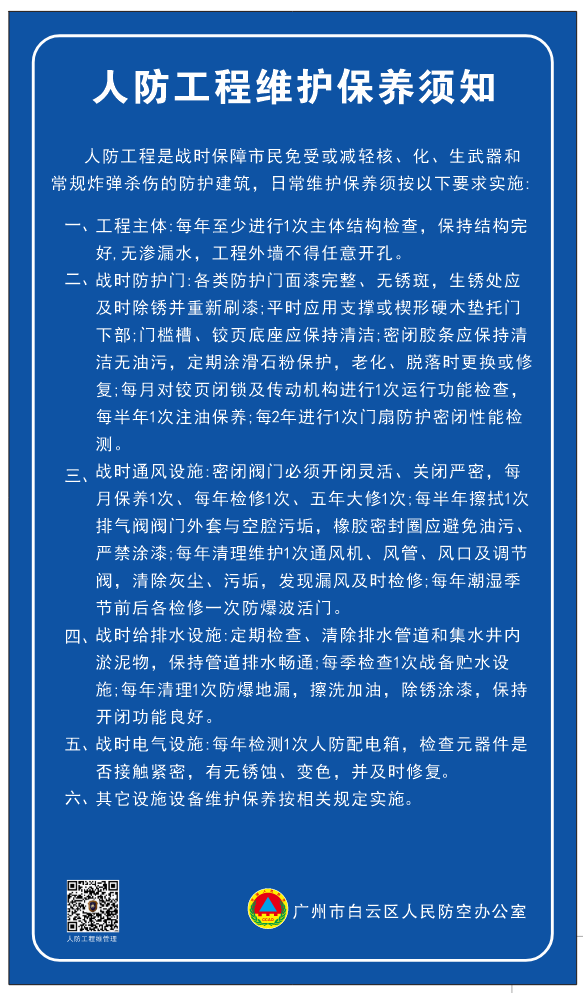 人防工程维护保养须知
人防工程是战时保障市民免受或减轻核、化、生武器和
常规炸弹杀伤的防护建筑，日常维护保养须按以下要求实施:
一、工程主体:每年至少进行1次主体结构检查，保持结构完
好,无渗漏水，工程外墙不得任意开孔。
二、战时防护门:各类防护门面漆完整、无锈斑，生锈处应
及时除锈并重新刷漆;平时应用支撑或楔形硬木垫托门
下部;门槛槽、铰页底座应保持清洁;密闭胶条应保持清
洁无油污，定期涂滑石粉保护，老化、脱落时更换或修
复;每月对铰页闭锁及传动机构进行1次运行功能检查，
每半年1次注油保养;每2年进行1次门扇防护密闭性能检
测。
三、战时通风设施:密闭阀门必须开闭灵活、关闭严密，每
月保养1次、每年检修1次、五年大修1次;每半年擦拭1次
排气阀阀门外套与空腔污垢，橡胶密封圈应避免油污、
严禁涂漆;每年清理维护1次通风机、风管、风口及调节
阀，清除灰尘、污垢，发现漏风及时检修;每年潮湿季
节前后各检修一次防爆波活门。
四、战时给排水设施:定期检查、清除排水管道和集水井内
淤泥物，保持管道排水畅通;每季检查1次战备贮水设
施;每年清理1次防爆地漏，擦洗加油，除锈涂漆，保持
开闭功能良好。
五、战时电气设施:每年检测1次人防配电箱，检查元器件是
否接触紧密，有无锈蚀、变色，并及时修复。
六、其它设施设备维护保养按相关规定实施。
人防工程维管理
CCAD
广州市白云区人民防空办公室